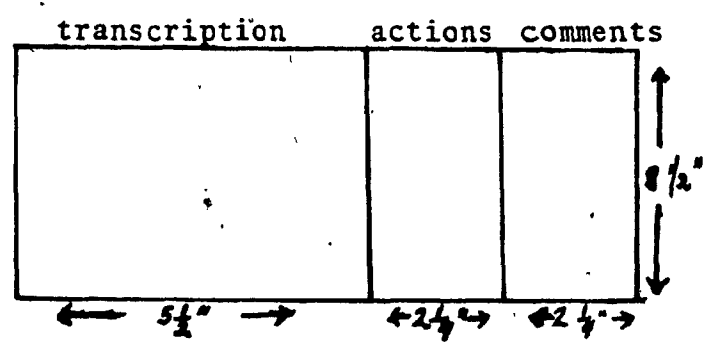 transcription actions comments
8 1/2"
5 1/2" 2 1/4" 2 1/4"